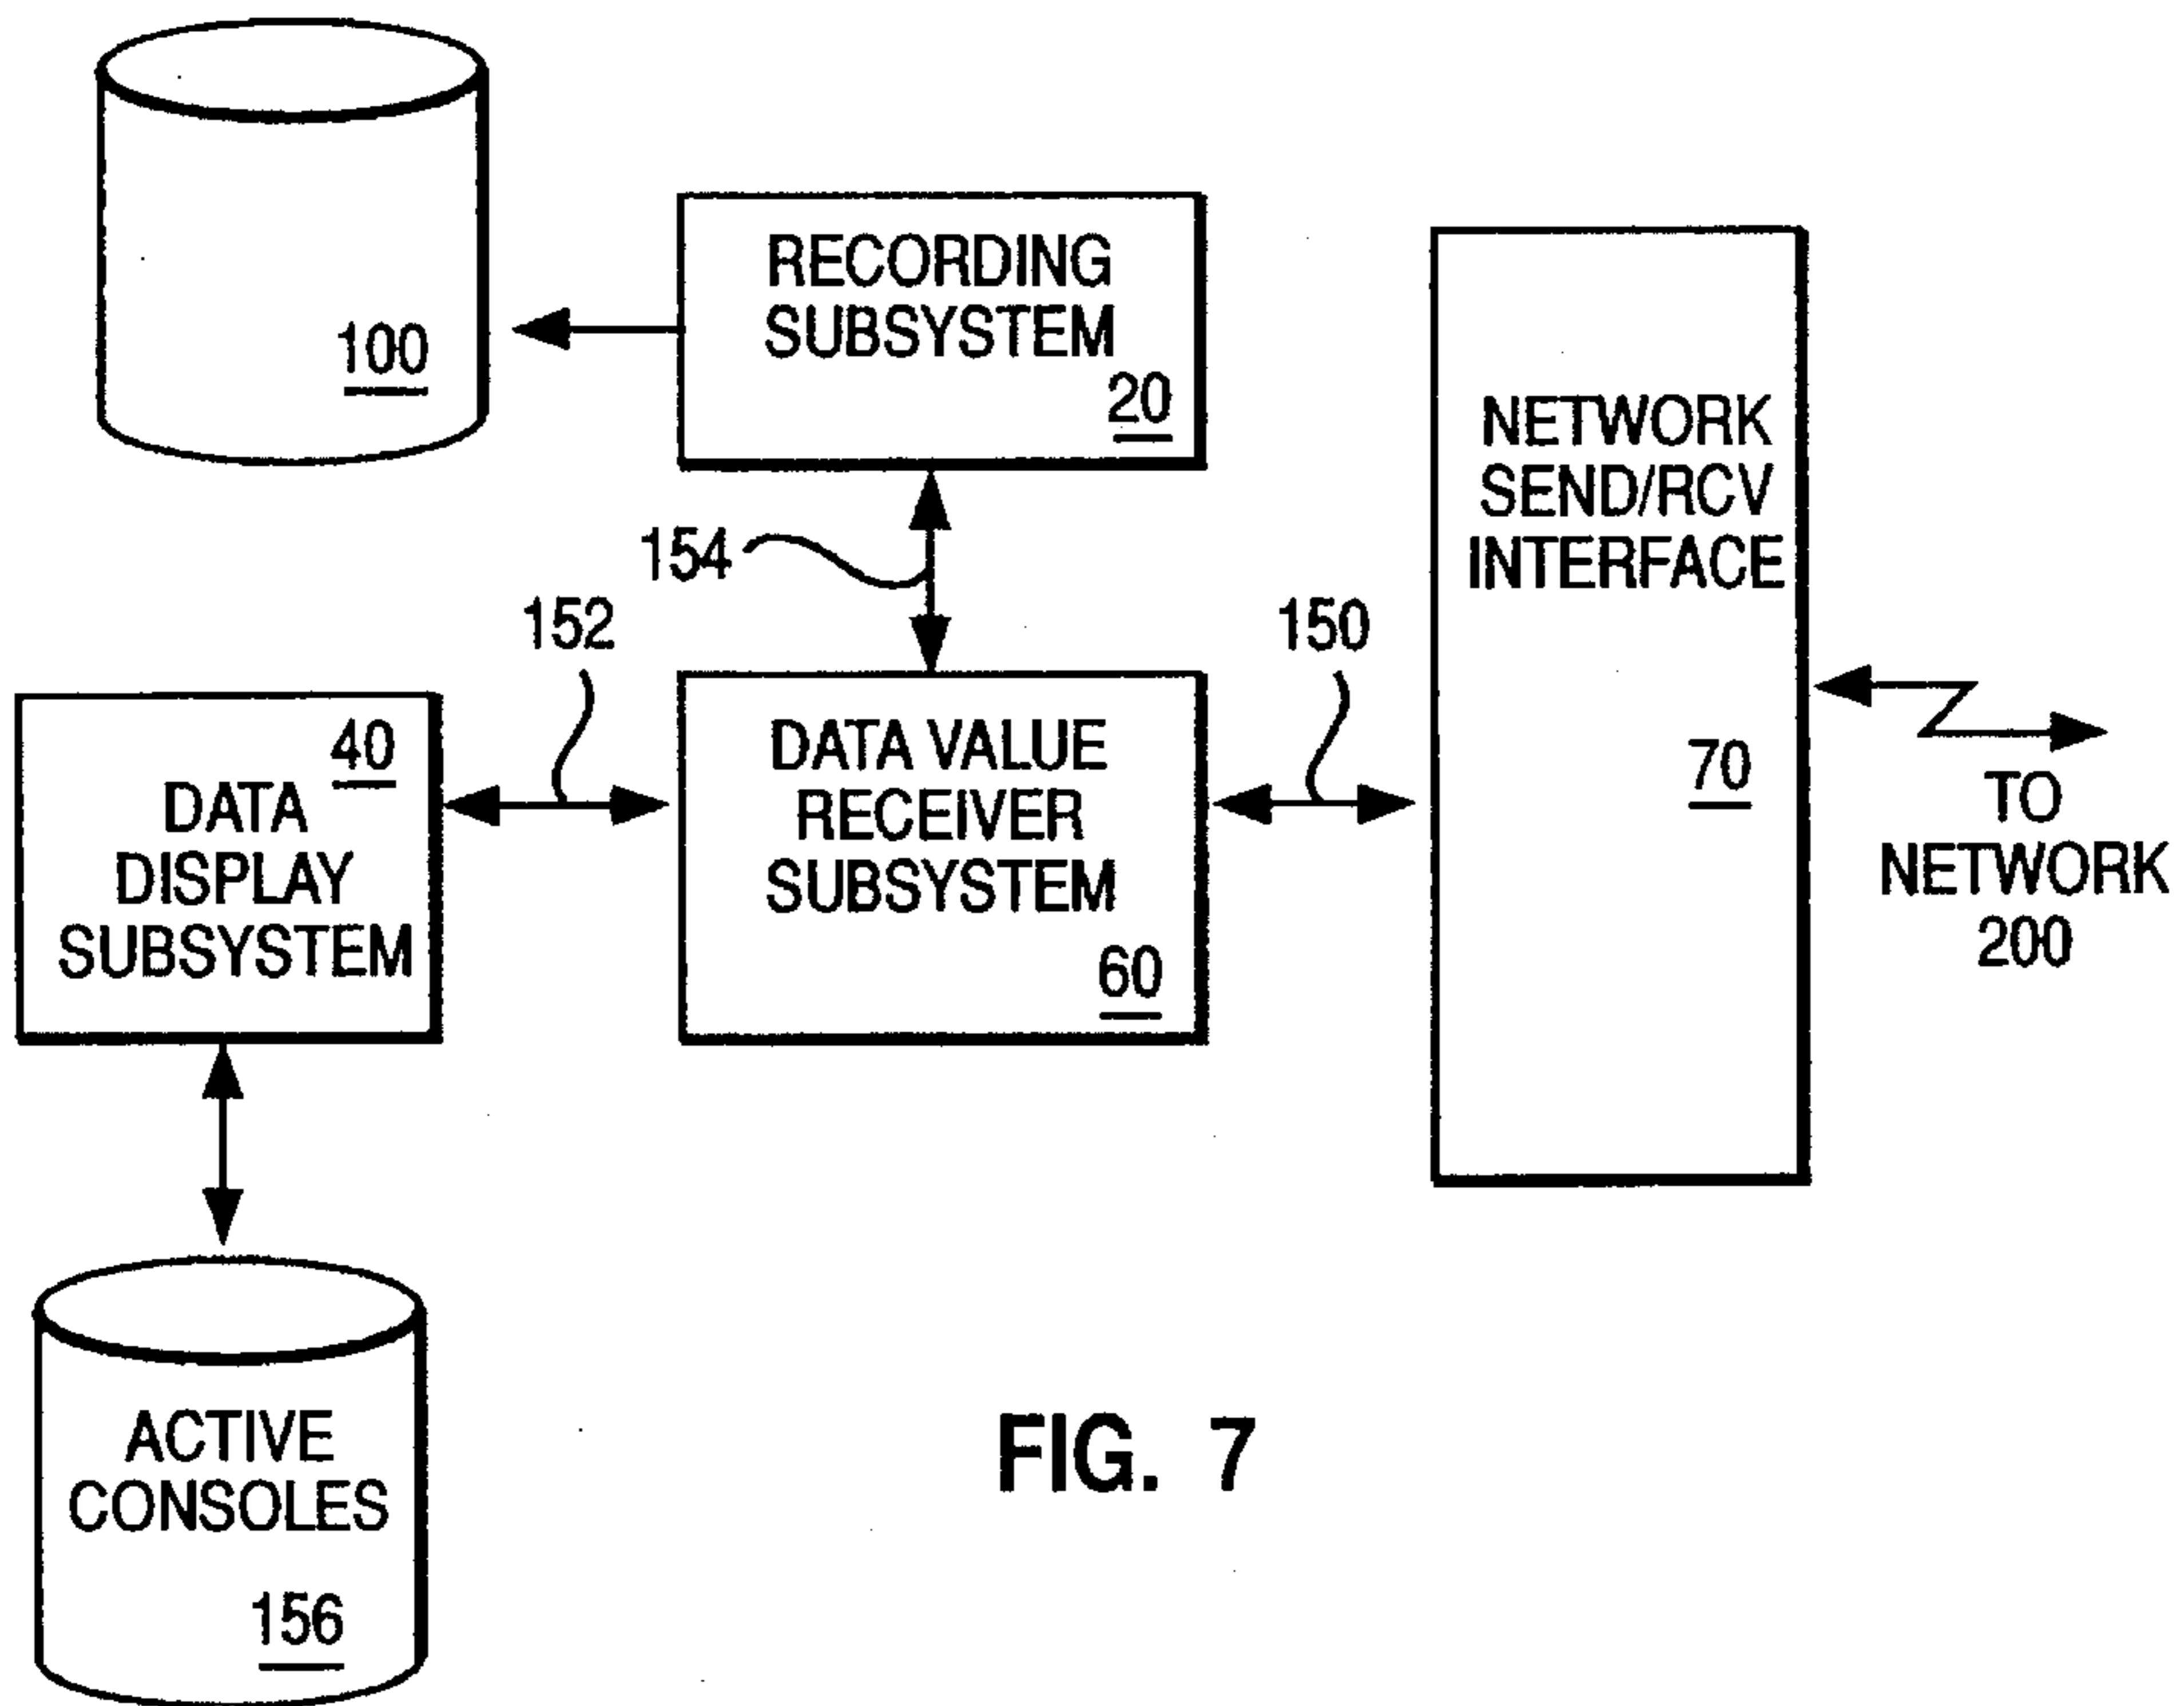 100
RECORDING
SUBSYSTEM
20
NETWORK
SEND/RCV
INTERFACE
70
154
152
150
40
DATA
DISPLAY
SUBSYSTEM
DATA VALUE
RECEIVER
SUBSYSTEM
60
TO
NETWORK
200
ACTIVE
CONSOLES
156
FIG. 7